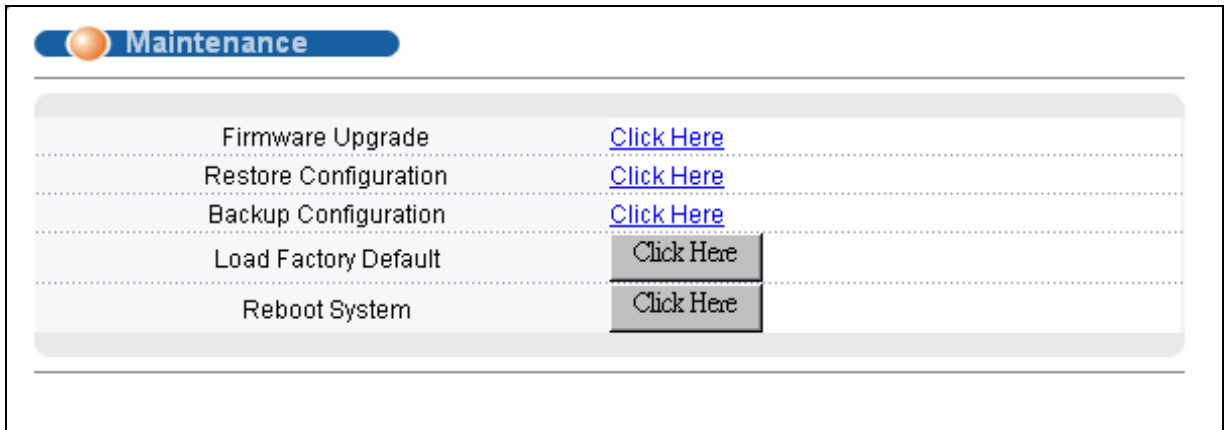 Maintenance
Firmware Upgrade Click Here
Restore Configuration Click Here
Backup Configuration Click Here
Load Factory Default Click Here
Reboot System Click Here